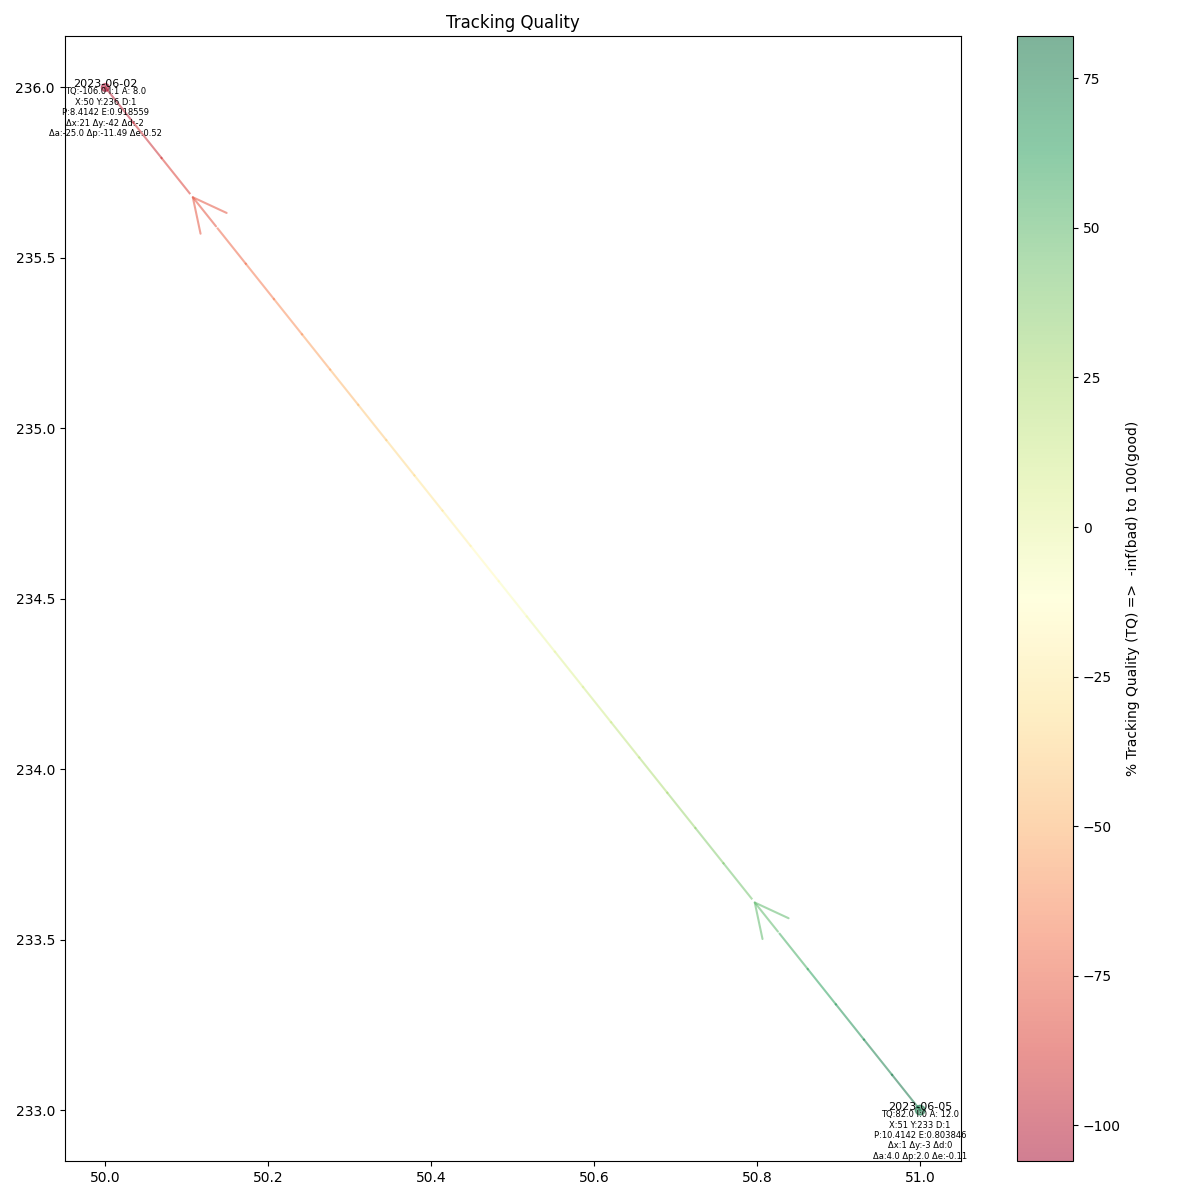 Tracking Quality
236.0
235.5
235.0
234.5
234.0
233.5
233.0
50.0 50.2 50.4 50.6 50.8 51.0
2023-06-02
TQ:-106.0 :1 A: 8.0
X:50 Y:236 D:1
P:8.4142 E:0.918559
Δx:21 Δy:-42 Δd:-2
Δa:-25.0 Δp:-11.49 Δe:0.52
2023-06-05
TQ:82.0 :0 A: 12.0
X:51 Y:233 D:1
P:10.4142 E:0.803846
Δx:1 Δy:-3 Δd:0
Δa:4.0 Δp:2.0 Δe:-0.11
75
50
25
0
−25
−50
−75
−100
% Tracking Quality (TQ) => -inf(bad) to 100(good)